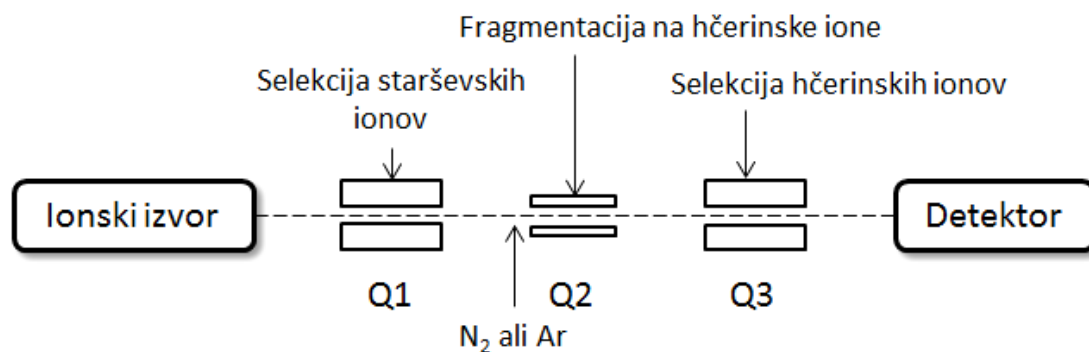 Fragmentacija na hčerinske ione
Selekcija starševskih
ionov
Selekcija hčerinskih ionov
Ionski izvor
Detektor
Q1
Q2
Q3
N₂ ali Ar